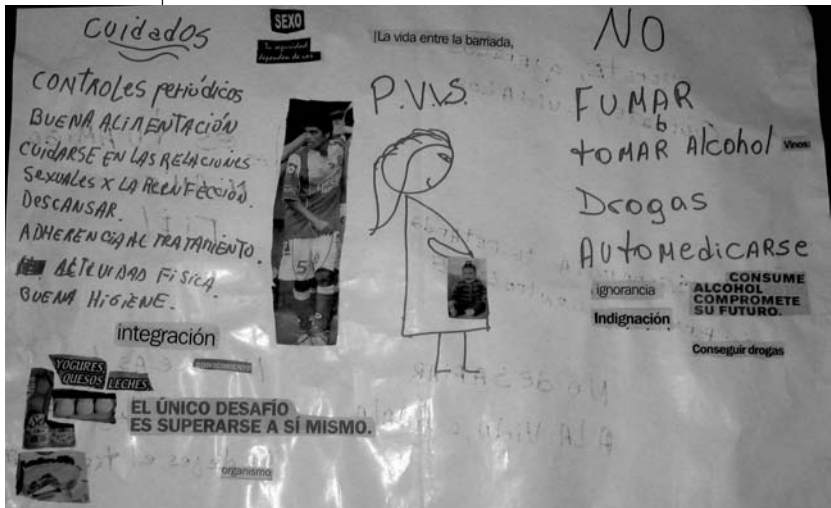 Cuidados
CONTROLES periódicos
BUENA ALIMENTACIÓN
CUIDARSE EN LAS RELACIONES
SEXUALES X LA REINFECCIÓN.
DESCANSAR.
ADHERENCIA AL TRATAMIENTO.
ACTIVIDAD FISICA.
BUENA HIGIENE.
integración
YOGURES
QUESOS LECHES
conocimiento
EL ÚNICO DESAFÍO
ES SUPERARSE A SÍ MISMO.
organismo
SEXO
Tu seguridad
depende de vos
La vida entre la barriada,
P.V.V.S.
5
NO
FUMAR
tOMAR Alcohol
Vinos:
Drogas
AUtoMedicARSE
ignorancia
Indignación
CONSUME
ALCOHOL
COMPROMETE
SU FUTURO.
Conseguir drogas